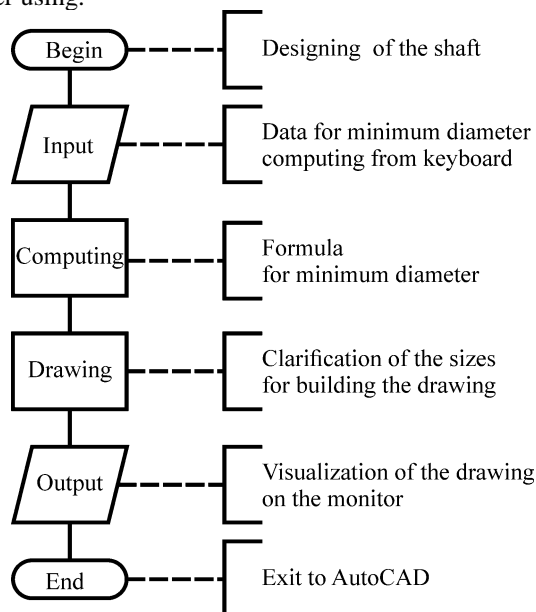 using.
Begin
Designing of the shaft
Input
Data for minimum diameter
computing from keyboard
Computing
Formula
for minimum diameter
Drawing
Clarification of the sizes
for building the drawing
Output
Visualization of the drawing
on the monitor
End
Exit to AutoCAD